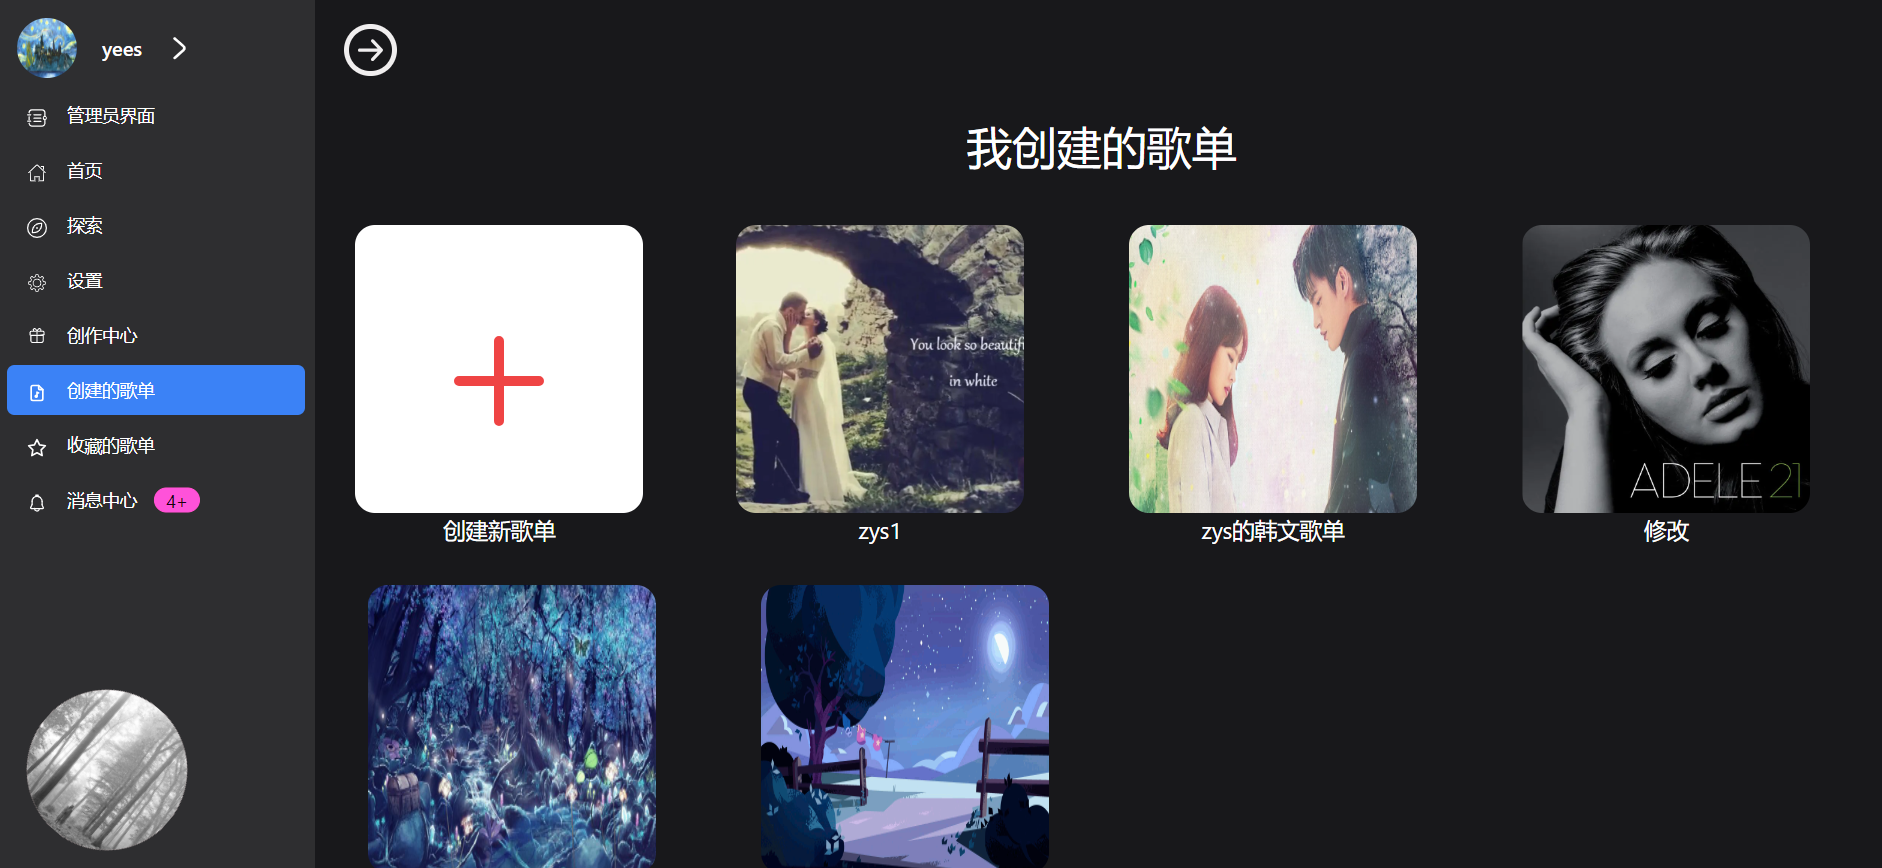 yees
管理员界面
首页
探索
设置
创作中心
创建的歌单
收藏的歌单
消息中心 4+
我创建的歌单
You look so beautif
in white
ADELE 21
创建新歌单
zys1
zys的韩文歌单
修改